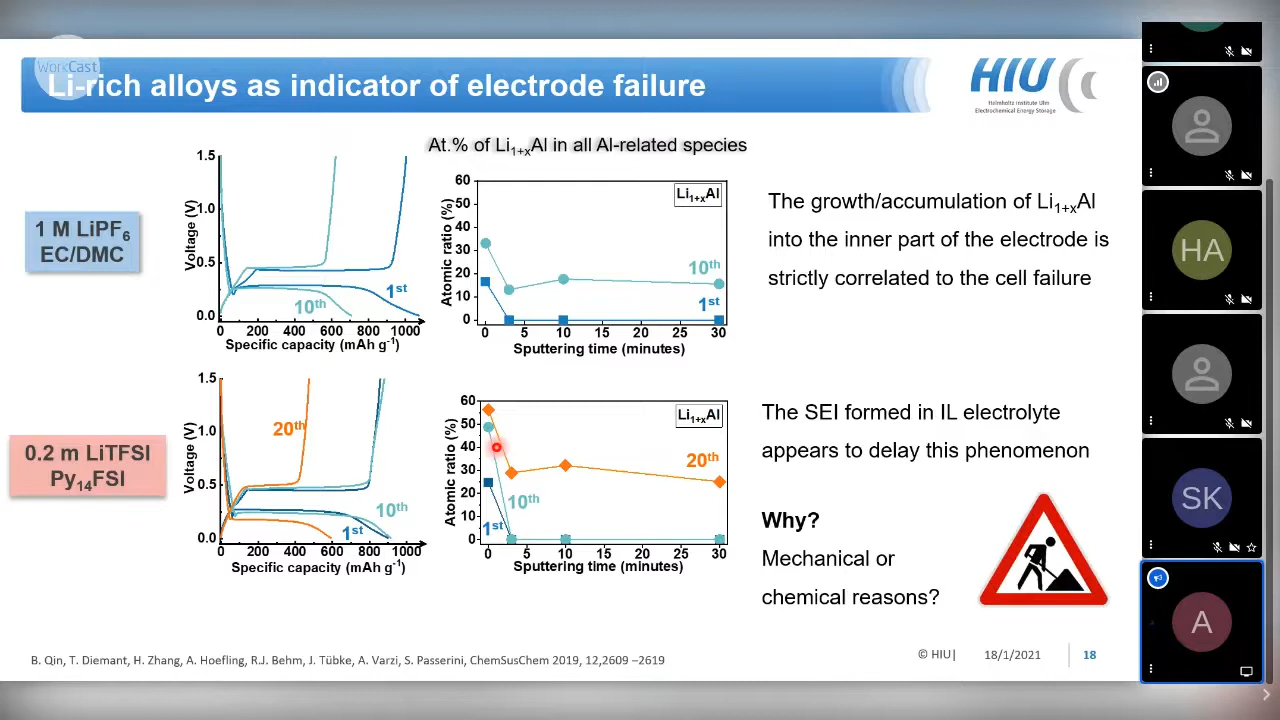 WorkCast
Li-rich alloys as indicator of electrode failure
HIU
Helmholtz Institute Ulm
Electrochemical Energy Storage
At.% of Li1+xAl in all Al-related species
1 M LiPF6
EC/DMC
Voltage (V)
1.5
1.0
0.5
0.0
10th
1st
0 200 400 600 800 1000
Specific capacity (mAh g-1)
Atomic ratio (%)
60
50
40
30
20
10
0
Li1+xAl
10th
1st
0 5 10 15 20 25 30
Sputtering time (minutes)
The growth/accumulation of Li1+xAl
into the inner part of the electrode is
strictly correlated to the cell failure
0.2 m LiTFSI
Py14FSI
Voltage (V)
1.5
1.0
0.5
0.0
20th
10th
1st
0 200 400 600 800 1000
Specific capacity (mAh g-1)
Atomic ratio (%)
60
50
40
30
20
10
0
Li1+xAl
20th
10th
1st
0 5 10 15 20 25 30
Sputtering time (minutes)
The SEI formed in IL electrolyte
appears to delay this phenomenon
Why?
Mechanical or
chemical reasons?
B. Qin, T. Diemant, H. Zhang, A. Hoefling, R.J. Behm, J. Tübke, A. Varzi, S. Passerini, ChemSusChem 2019, 12,2609 –2619
© HIU| 18/1/2021 18
HA
SK
A